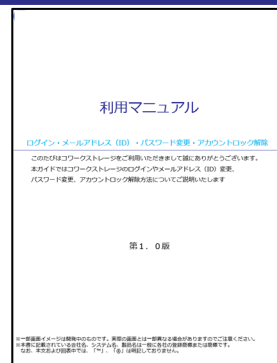 利用マニュアル
ログイン・メールアドレス（ID）・パスワード変更・アカウントロック解除
このたびはコワークストレージをご利用いただきまして誠にありがとうございます。
本ガイドではコワークストレージのログインやメールアドレス（ID）変更、
パスワード変更、アカウントロック解除方法についてご説明いたします
第1．0版
※一部画面イメージは開発中のものです。実際の画面とは一部異なる場合がありますのでご注意ください。
※本書に記載されている会社名、システム名、製品名は一般に各社の登録商標または商標です。
なお、本文および図表中では、「™」、「®」は明記しておりません。